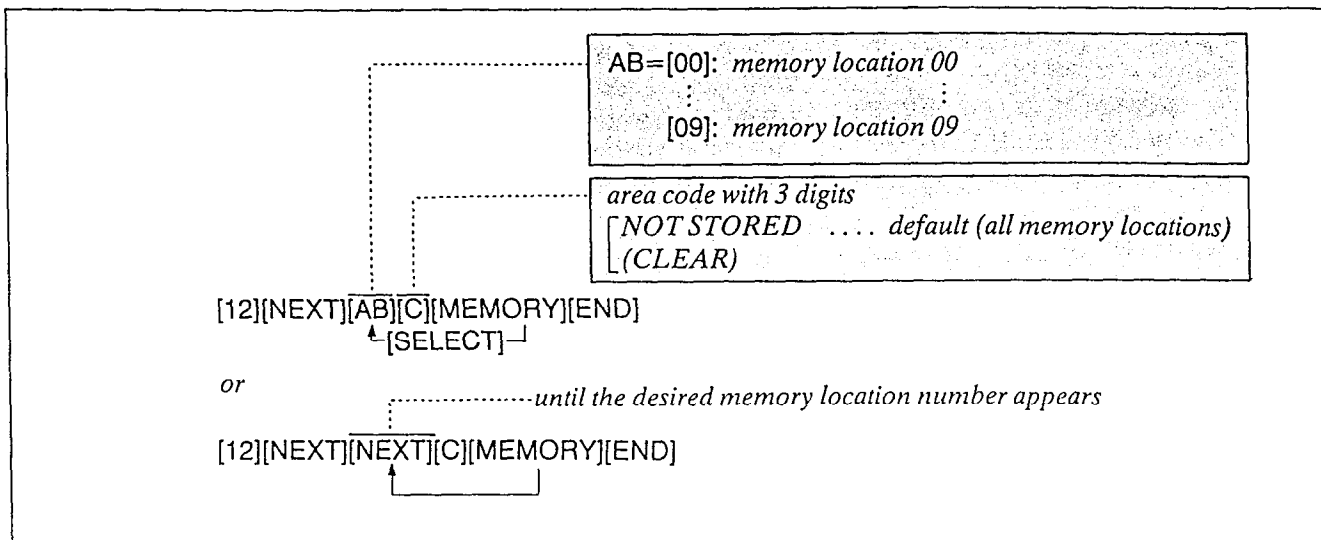 AB=[00]: memory location 00
⋮ ⋮
[09]: memory location 09
area code with 3 digits
NOT STORED .... default (all memory locations)
(CLEAR)
[12][NEXT][AB][C][MEMORY][END]
[SELECT]
or
until the desired memory location number appears
[12][NEXT][NEXT][C][MEMORY][END]